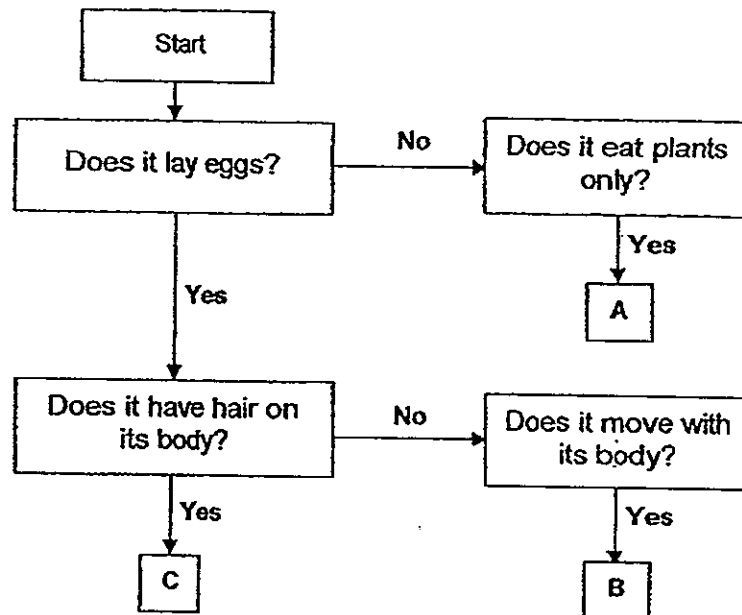 Start
Does it lay eggs?
No
Does it eat plants
only?
Yes
A
Yes
Does it have hair on
its body?
No
Does it move with
its body?
Yes
C
Yes
B